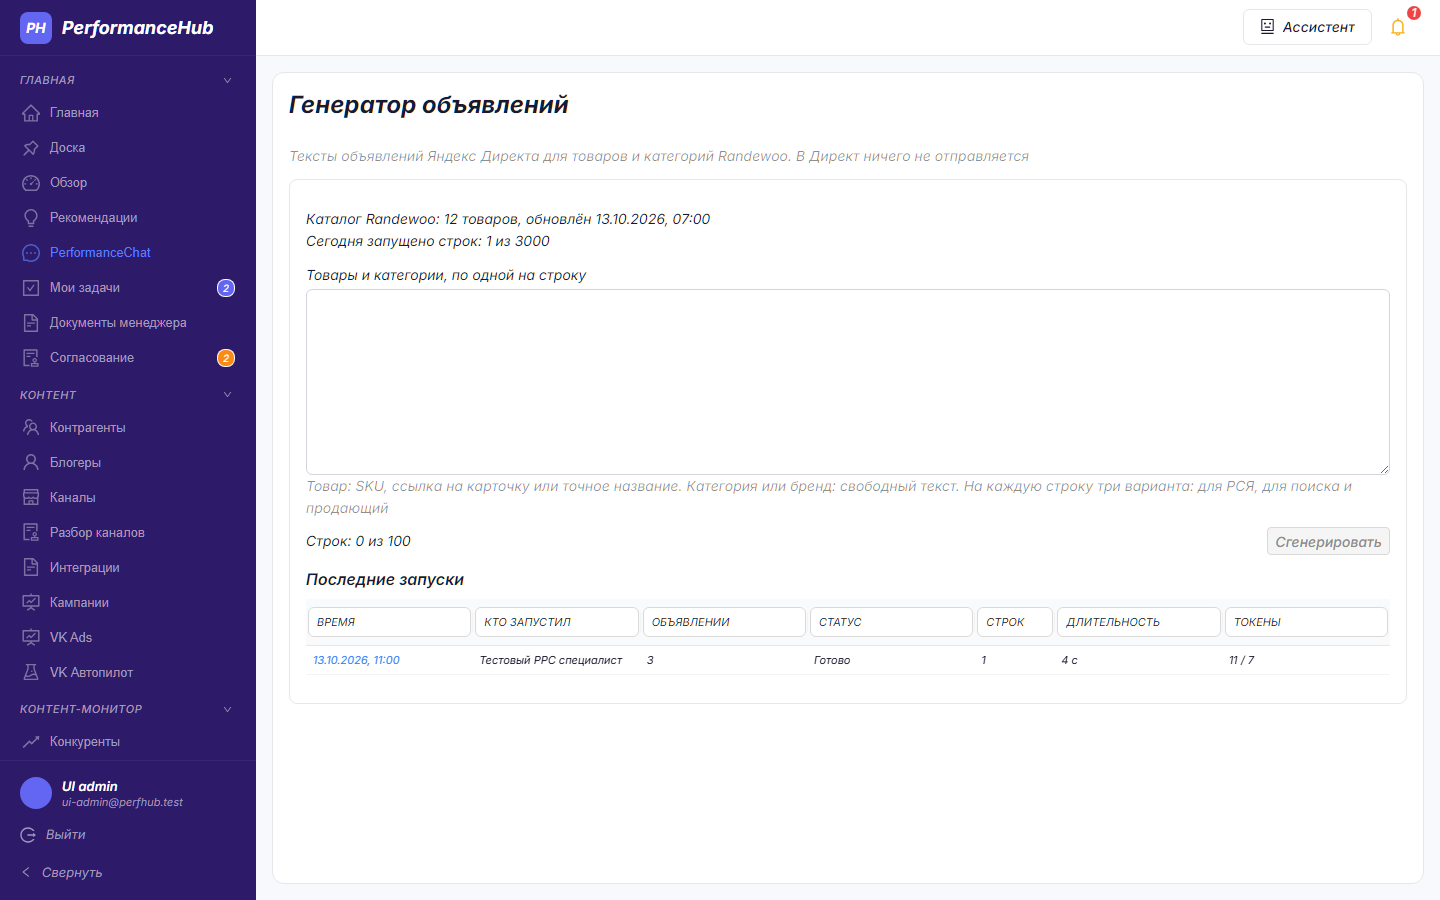 PH PerformanceHub
ГЛАВНАЯ
Главная
Доска
Обзор
Рекомендации
PerformanceChat
Мои задачи 2
Документы менеджера
Согласование 2
КОНТЕНТ
Контрагенты
Блогеры
Каналы
Разбор каналов
Интеграции
Кампании
VK Ads
VK Автопилот
КОНТЕНТ-МОНИТОР
Конкуренты
UI admin
ui-admin@perfhub.test
Выйти
Свернуть
Ассистент 1
Генератор объявлений
Тексты объявлений Яндекс Директа для товаров и категорий Randewoo. В Директ ничего не отправляется
Каталог Randewoo: 12 товаров, обновлён 13.10.2026, 07:00
Сегодня запущено строк: 1 из 3000
Товары и категории, по одной на строку
Товар: SKU, ссылка на карточку или точное название. Категория или бренд: свободный текст. На каждую строку три варианта: для РСЯ, для поиска и
продающий
Строк: 0 из 100 Сгенерировать
Последние запуски
ВРЕМЯ КТО ЗАПУСТИЛ ОБЪЯВЛЕНИИ СТАТУС СТРОК ДЛИТЕЛЬНОСТЬ ТОКЕНЫ
13.10.2026, 11:00 Тестовый PPC специалист 3 Готово 1 4 с 11 / 7